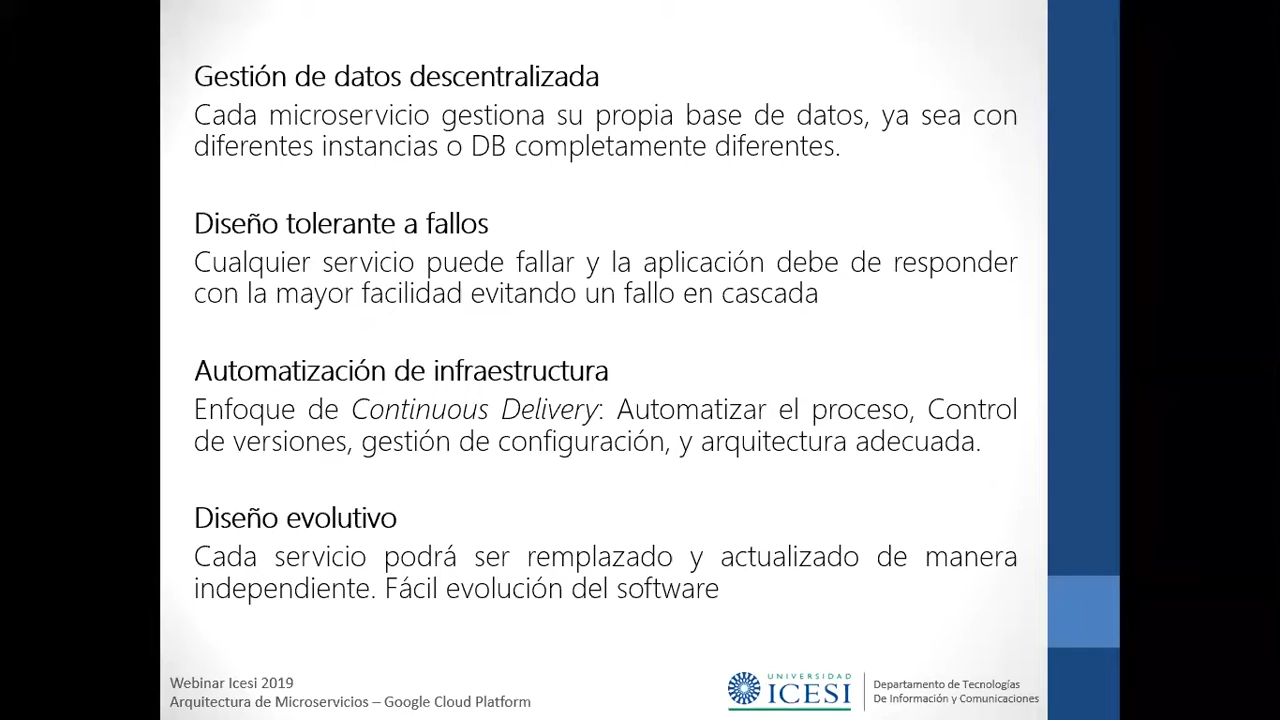 Gestión de datos descentralizada
Cada microservicio gestiona su propia base de datos, ya sea con
diferentes instancias o DB completamente diferentes.
Diseño tolerante a fallos
Cualquier servicio puede fallar y la aplicación debe de responder
con la mayor facilidad evitando un fallo en cascada
Automatización de infraestructura
Enfoque de Continuous Delivery: Automatizar el proceso, Control
de versiones, gestión de configuración, y arquitectura adecuada.
Diseño evolutivo
Cada servicio podrá ser remplazado y actualizado de manera
independiente. Fácil evolución del software
Webinar Icesi 2019
Arquitectura de Microservicios – Google Cloud Platform
UNIVERSIDAD
ICESI
Departamento de Tecnologías
De Información y Comunicaciones